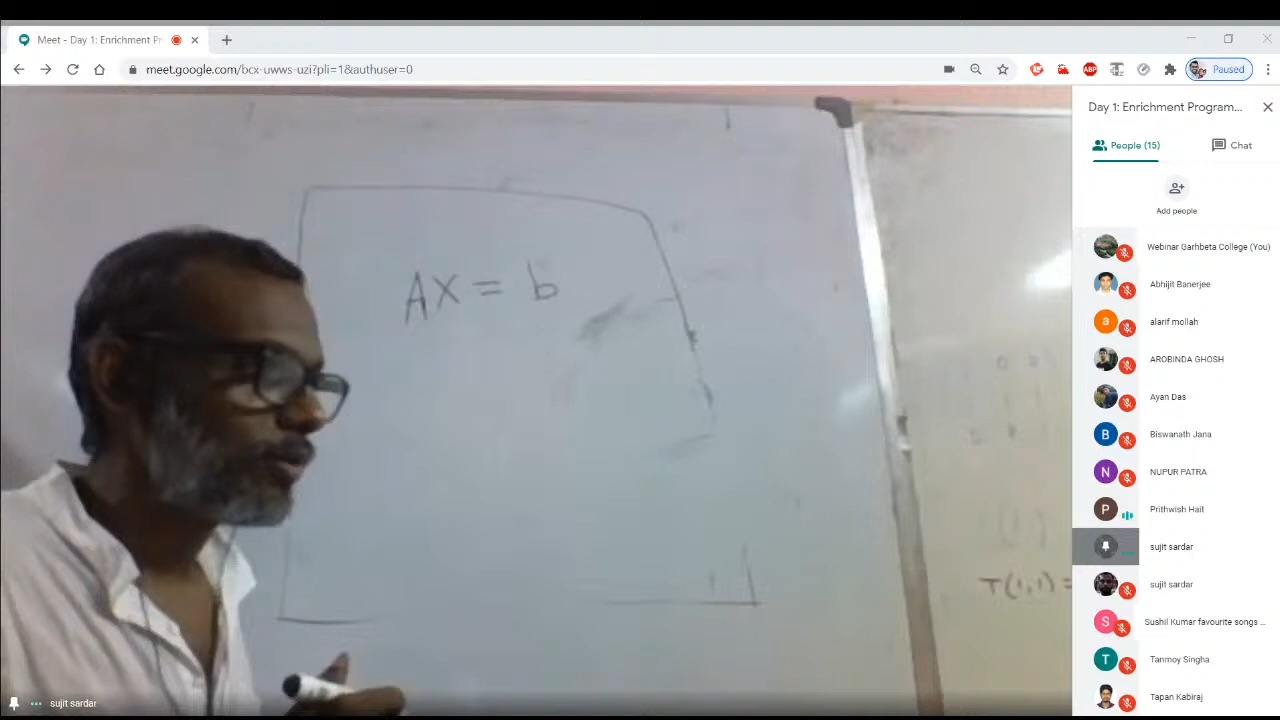 Meet - Day 1: Enrichment Pr
meet.google.com/bcx-uwws-uzi?pli=1&authuser=0
ABP
Paused
Day 1: Enrichment Program...
People (15)
Chat
Add people
Webinar Garhbeta College (You)
Abhijit Banerjee
a
alarif mollah
AROBINDA GHOSH
Ayan Das
B
Biswanath Jana
N
NUPUR PATRA
P
Prithwish Hait
sujit sardar
sujit sardar
S
Sushil Kumar favourite songs ...
T
Tanmoy Singha
Tapan Kabiraj
AX = b
T(1,1) =
sujit sardar